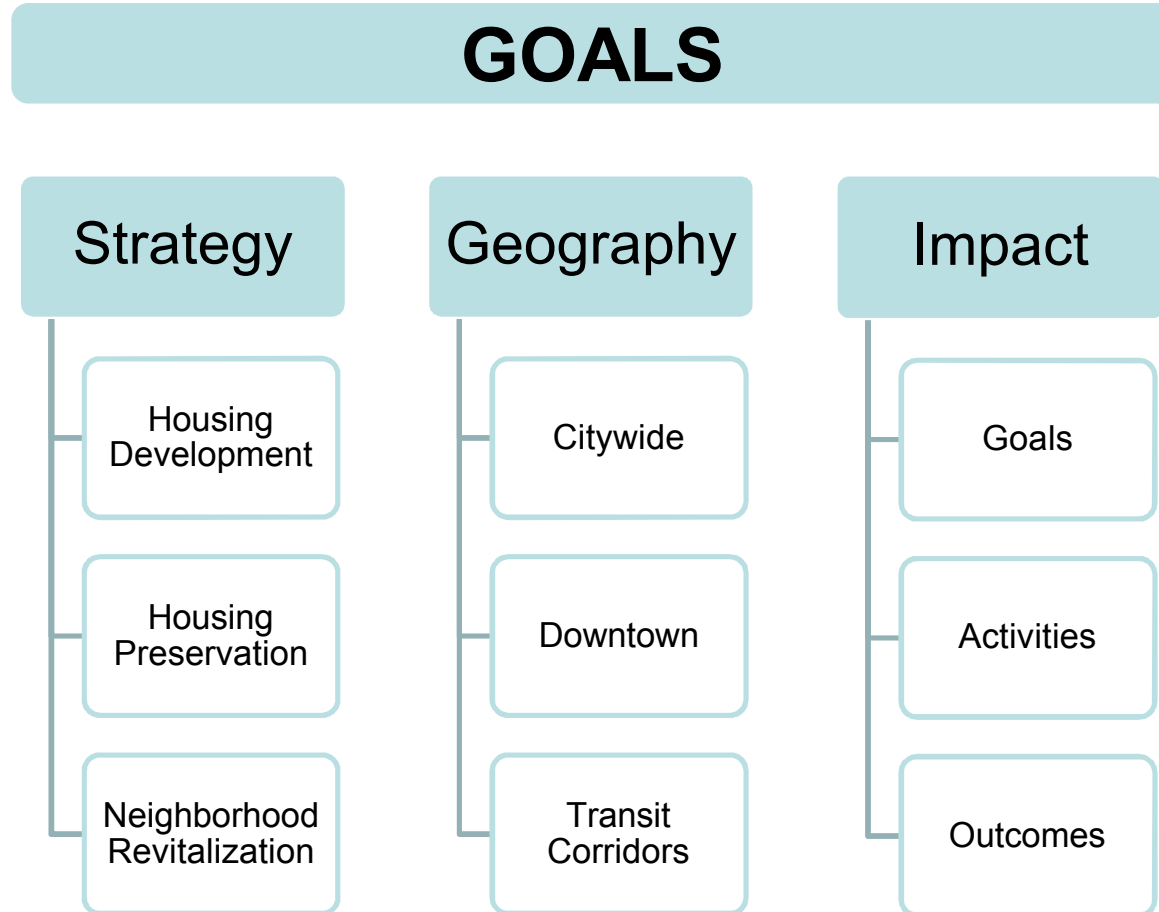 GOALS
Strategy
Housing
Development
Housing
Preservation
Neighborhood
Revitalization
Geography
Citywide
Downtown
Transit
Corridors
Impact
Goals
Activities
Outcomes